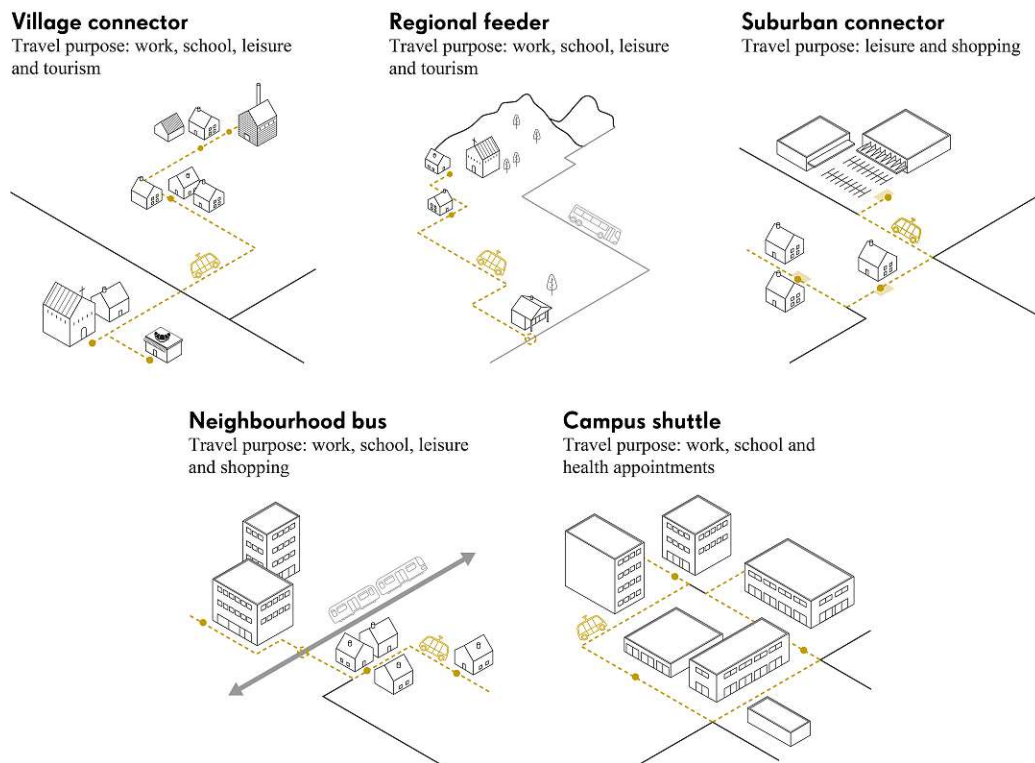 Village connector
Travel purpose: work, school, leisure
and tourism
Regional feeder
Travel purpose: work, school, leisure
and tourism
Suburban connector
Travel purpose: leisure and shopping
Neighbourhood bus
Travel purpose: work, school, leisure
and shopping
Campus shuttle
Travel purpose: work, school and
health appointments